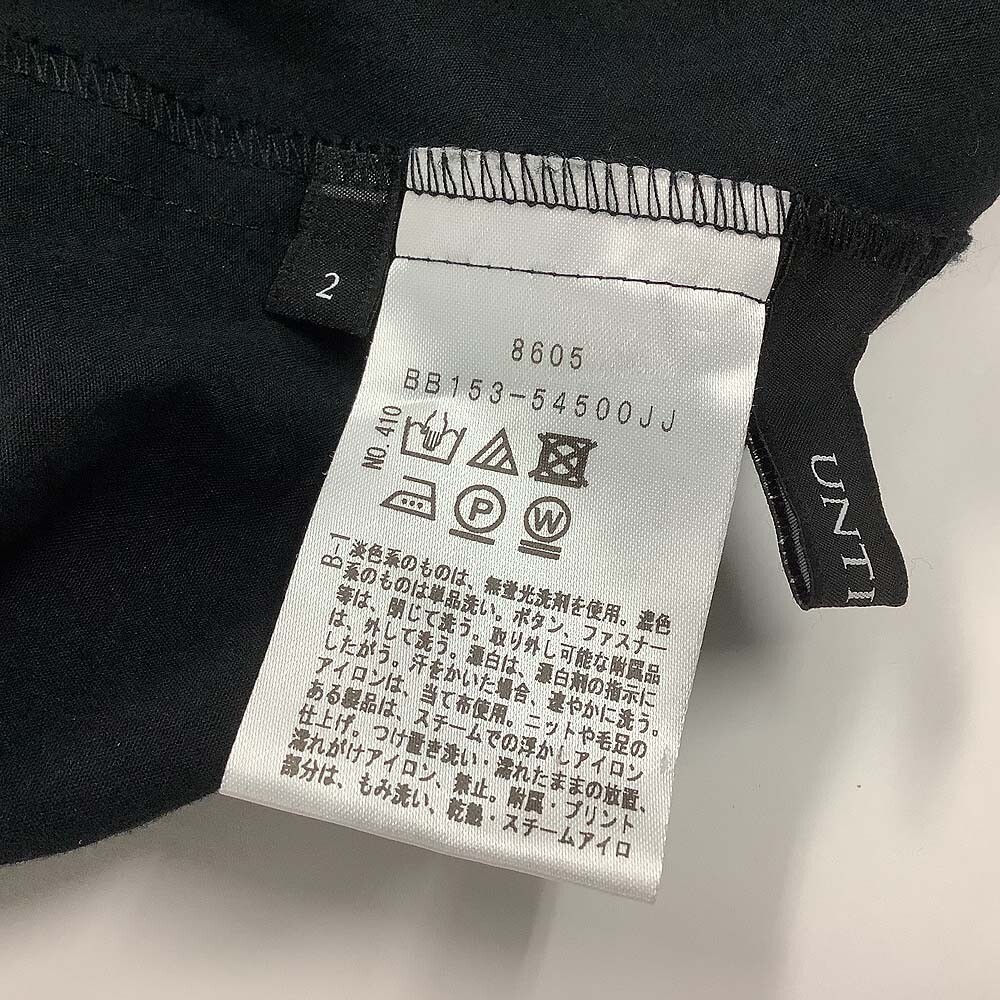 2
8605
BB153-54500JJ
NO.410
P
W
B-1
淡色系のものは、無蛍光洗剤を使用。濃色
系のものは単品洗い。ボタン、ファスナー
等は、閉じて洗う。取り外し可能な附属品
は、外して洗う。漂白は、漂白剤の指示に
したがう。汗をかいた場合、速やかに洗う。
アイロンは、当て布使用。ニットや毛足の
ある製品は、スチームでの浮かしアイロン
仕上げ。つけ置き洗い・濡れたままの放置、
濡れがけアイロン、禁止。附属・プリント
部分は、もみ洗い、乾熱・スチームアイロ
UNTI